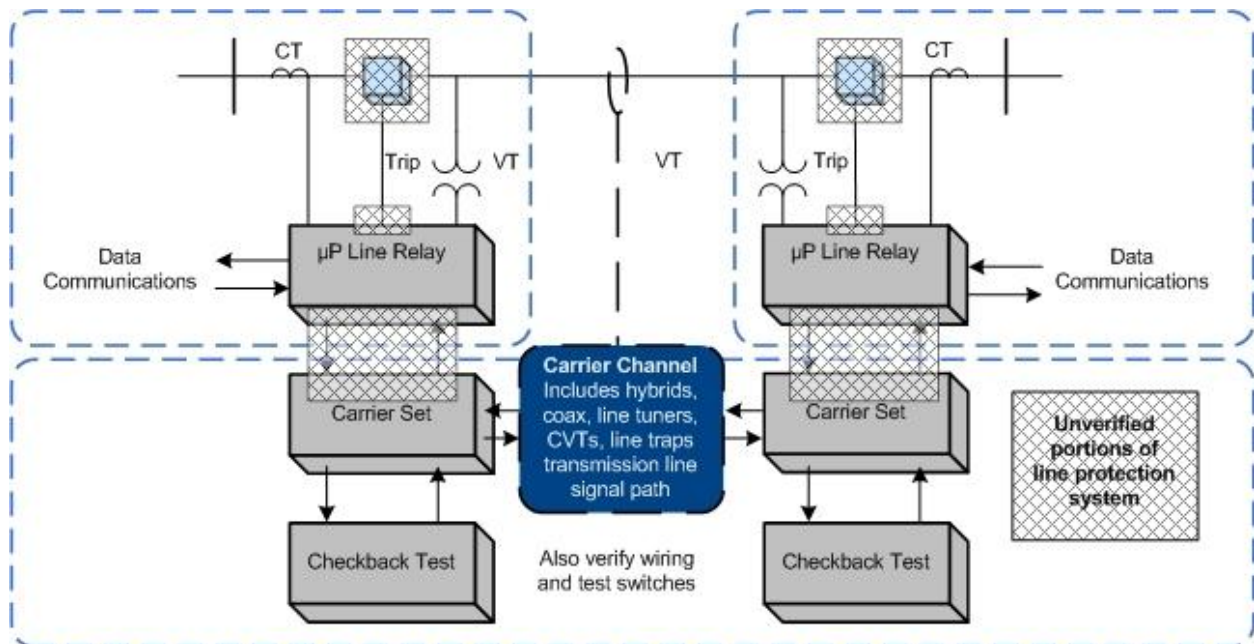 CT
CT
Trip
VT
VT
Trip
µP Line Relay
µP Line Relay
Data
Communications
Data
Communications
Carrier Channel
Includes hybrids,
coax, line tuners,
CVTs, line traps
transmission line
signal path
Carrier Set
Carrier Set
Unverified
portions of
line protection
system
Checkback Test
Also verify wiring
and test switches
Checkback Test